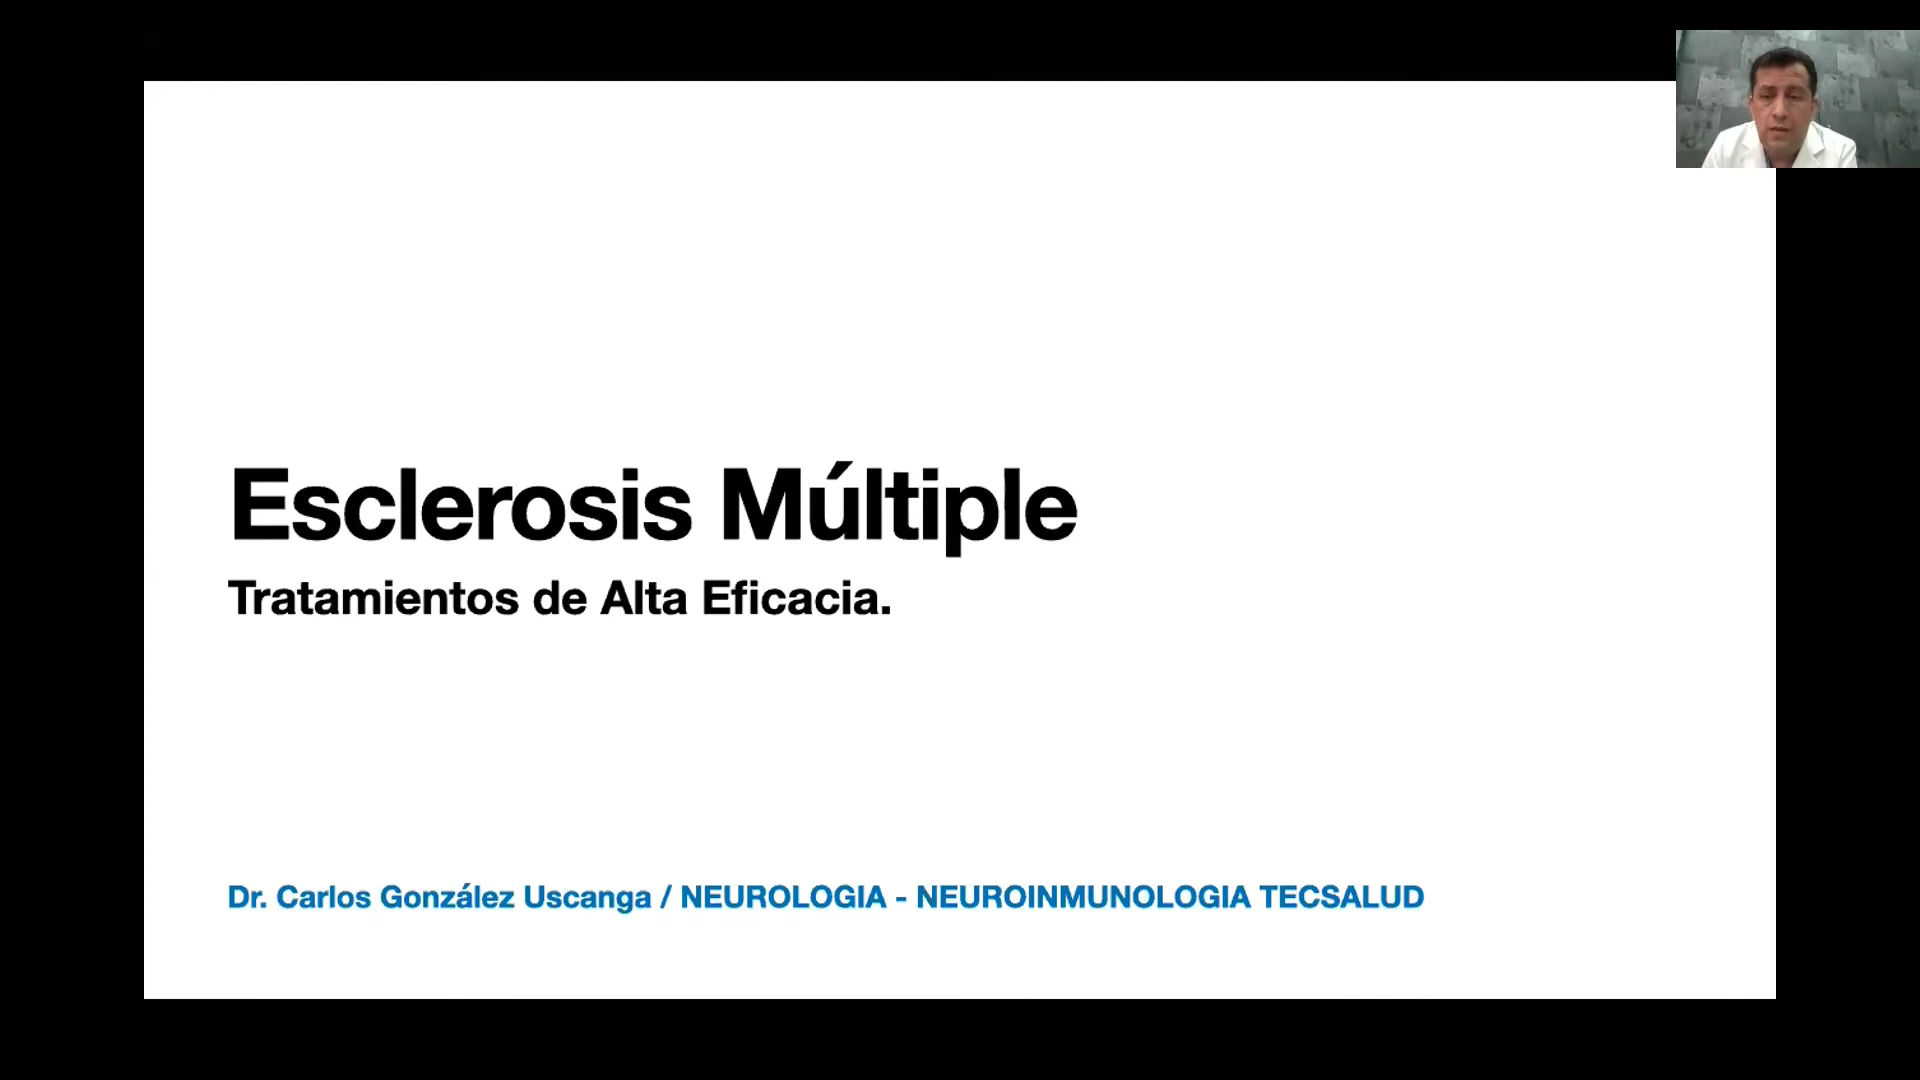 Esclerosis Múltiple
Tratamientos de Alta Eficacia.
Dr. Carlos González Uscanga / NEUROLOGIA - NEUROINMUNOLOGIA TECSALUD